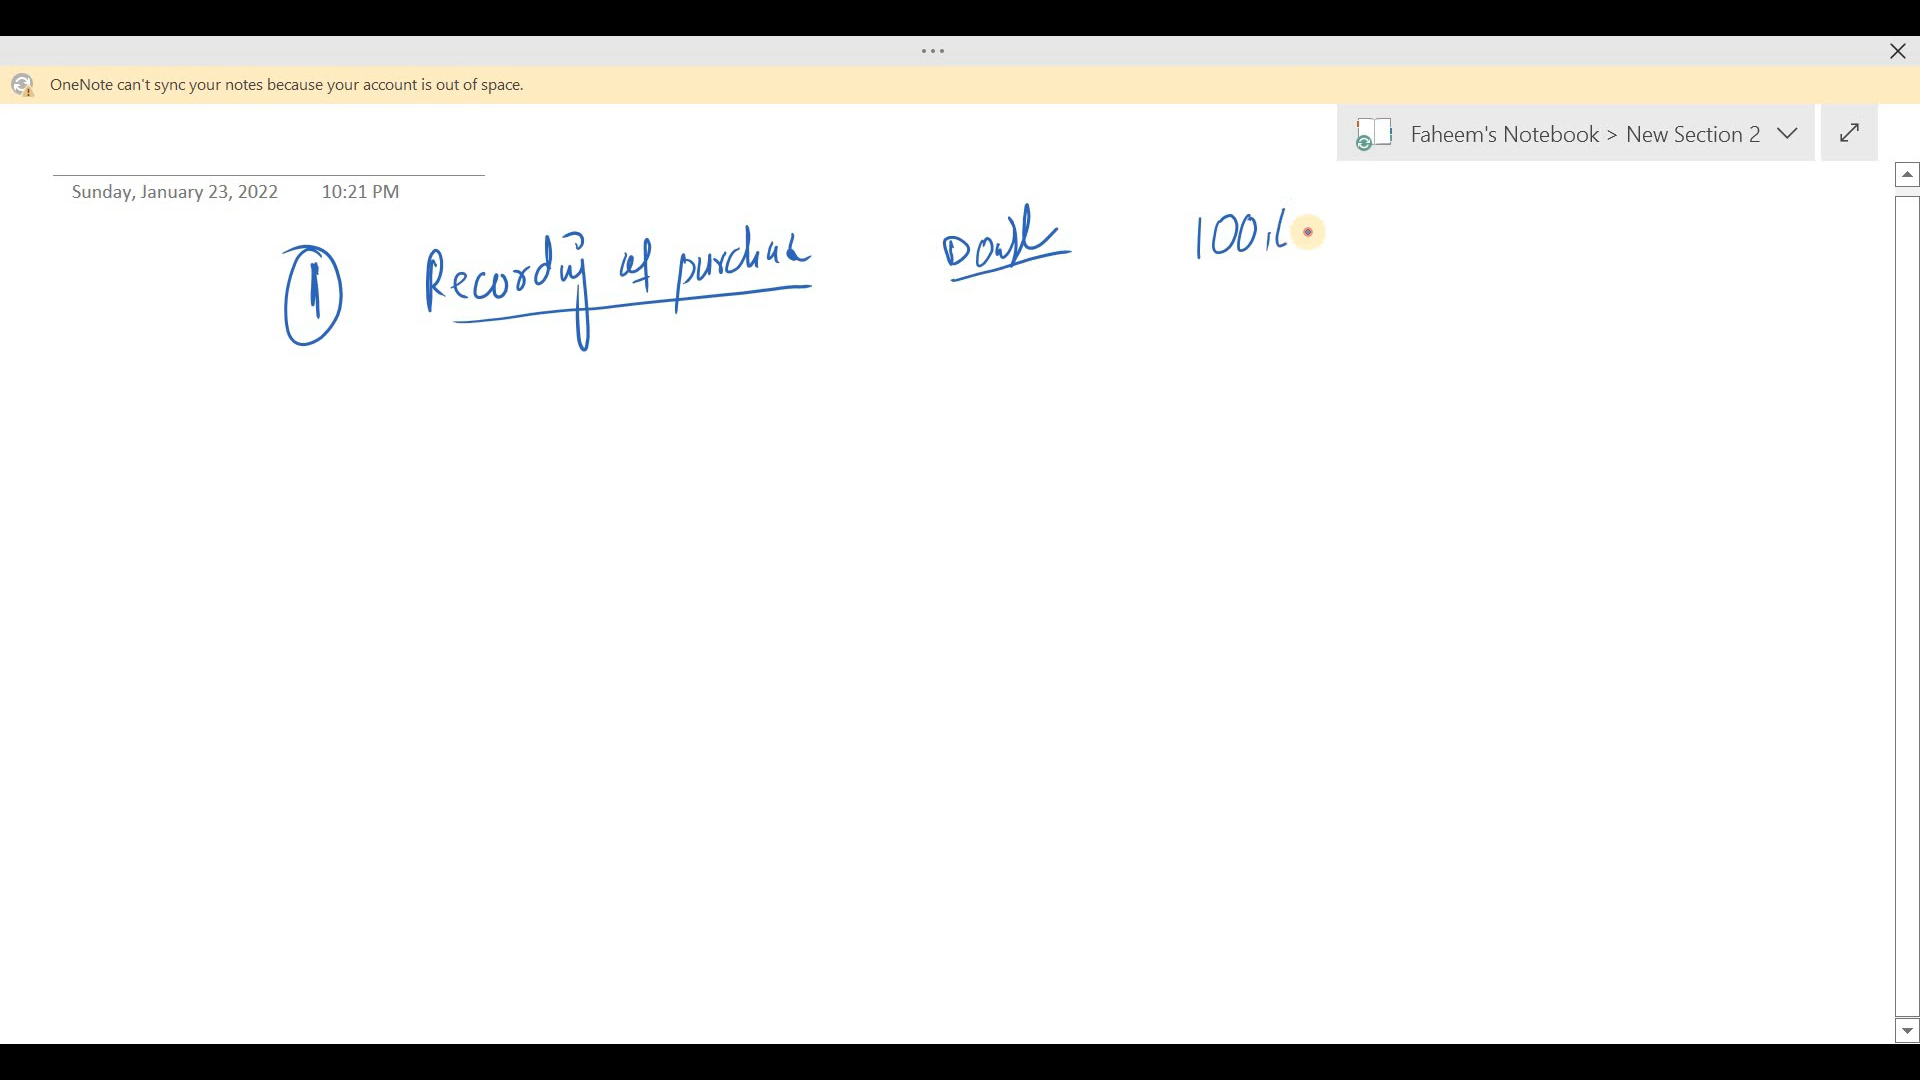 OneNote can't sync your notes because your account is out of space.
Faheem's Notebook > New Section 2
Sunday, January 23, 2022 10:21 PM
1 Recording of purchase 100,